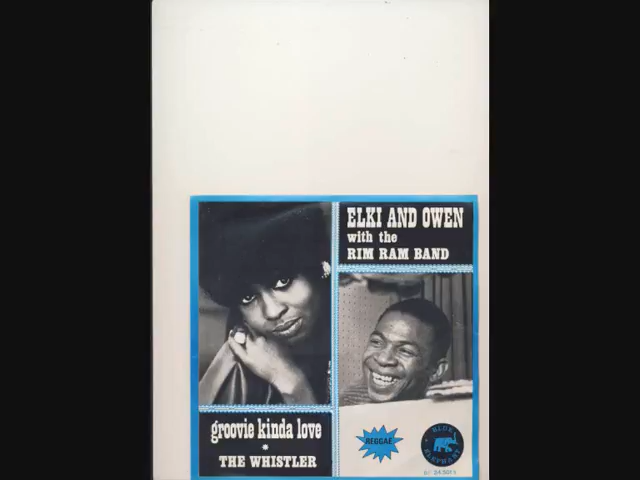 ELKI AND OWEN
with the
RIM RAM BAND
groovie kinda love
*
THE WHISTLER
REGGAE
BLUE
ELEPHANT